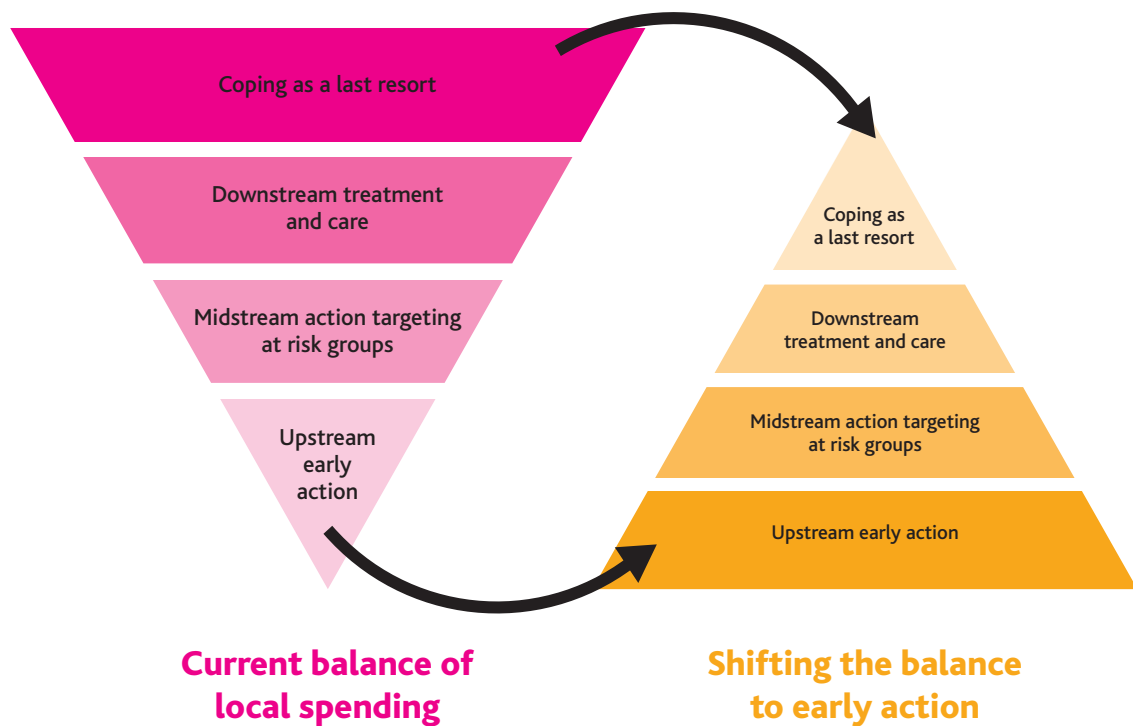 Coping as a last resort
Downstream treatment
and care
Midstream action targeting
at risk groups
Upstream
early
action
Coping as
a last resort
Downstream
treatment and care
Midstream action targeting
at risk groups
Upstream early action
Current balance of
local spending
Shifting the balance
to early action